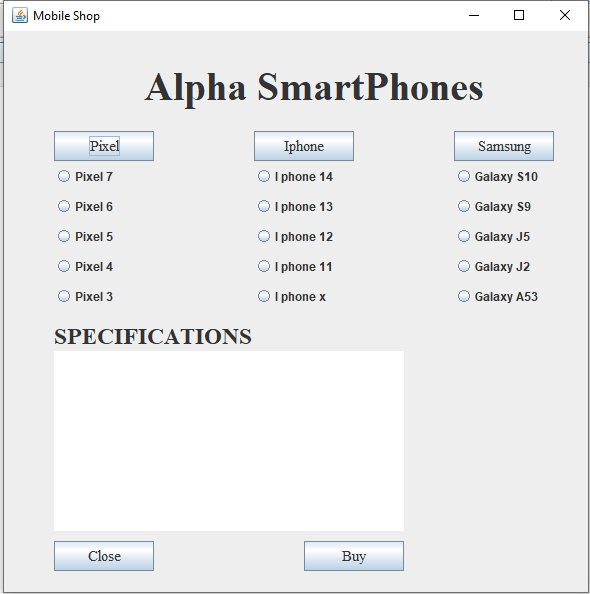 Mobile Shop
Alpha SmartPhones
Pixel Iphone Samsung
Pixel 7 I phone 14 Galaxy S10
Pixel 6 I phone 13 Galaxy S9
Pixel 5 I phone 12 Galaxy J5
Pixel 4 I phone 11 Galaxy J2
Pixel 3 I phone x Galaxy A53
SPECIFICATIONS
Close Buy